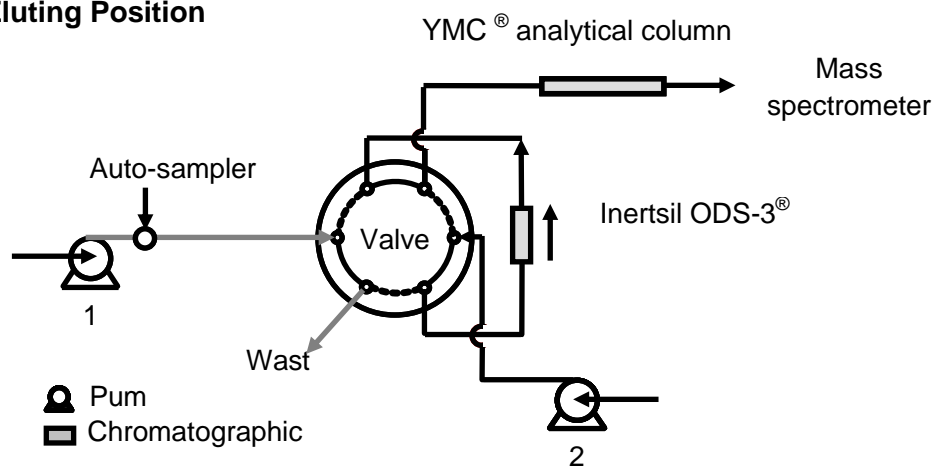 Eluting Position
YMC ® analytical column
Mass
spectrometer
Auto-sampler
Inertsil ODS-3®
Valve
1
Wast
Pum
Chromatographic
2